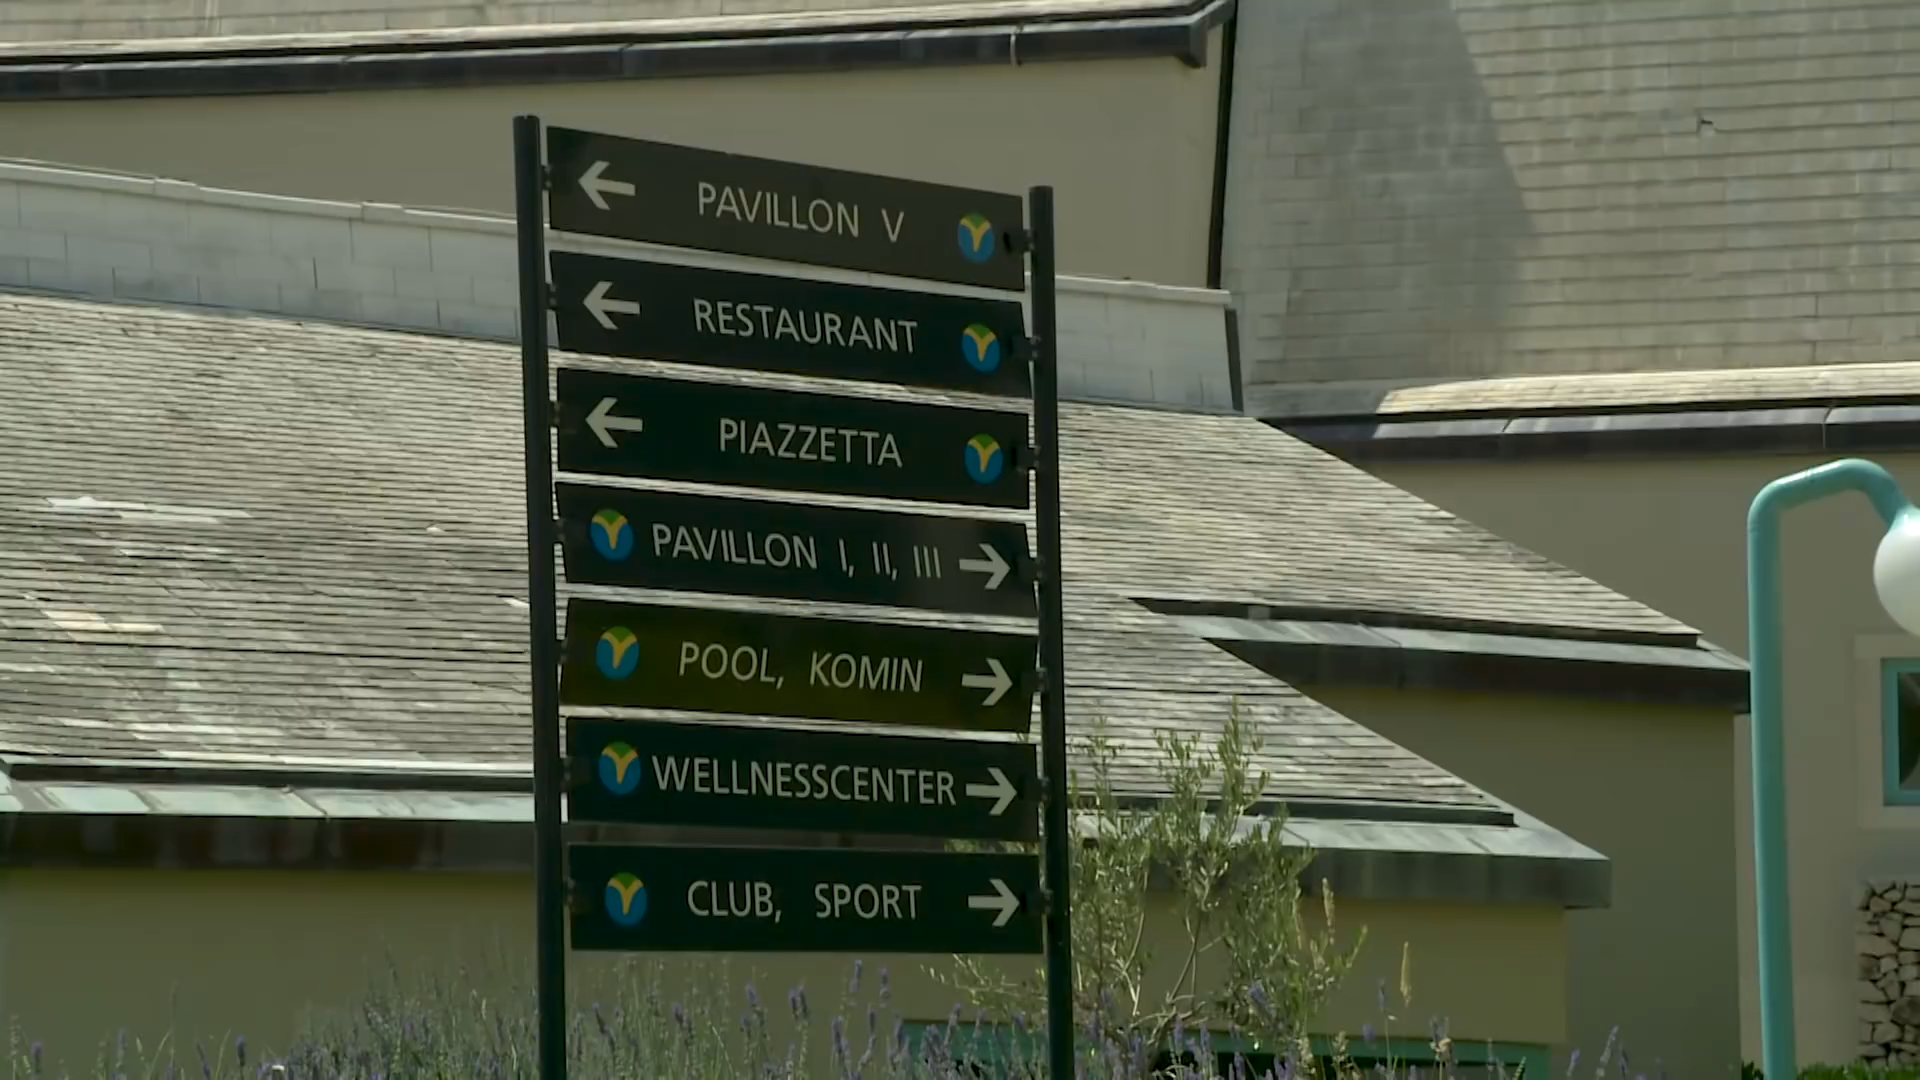 PAVILLON V
RESTAURANT
PIAZZETTA
PAVILLON I, II, III
POOL, KOMIN
WELLNESSCENTER
CLUB, SPORT